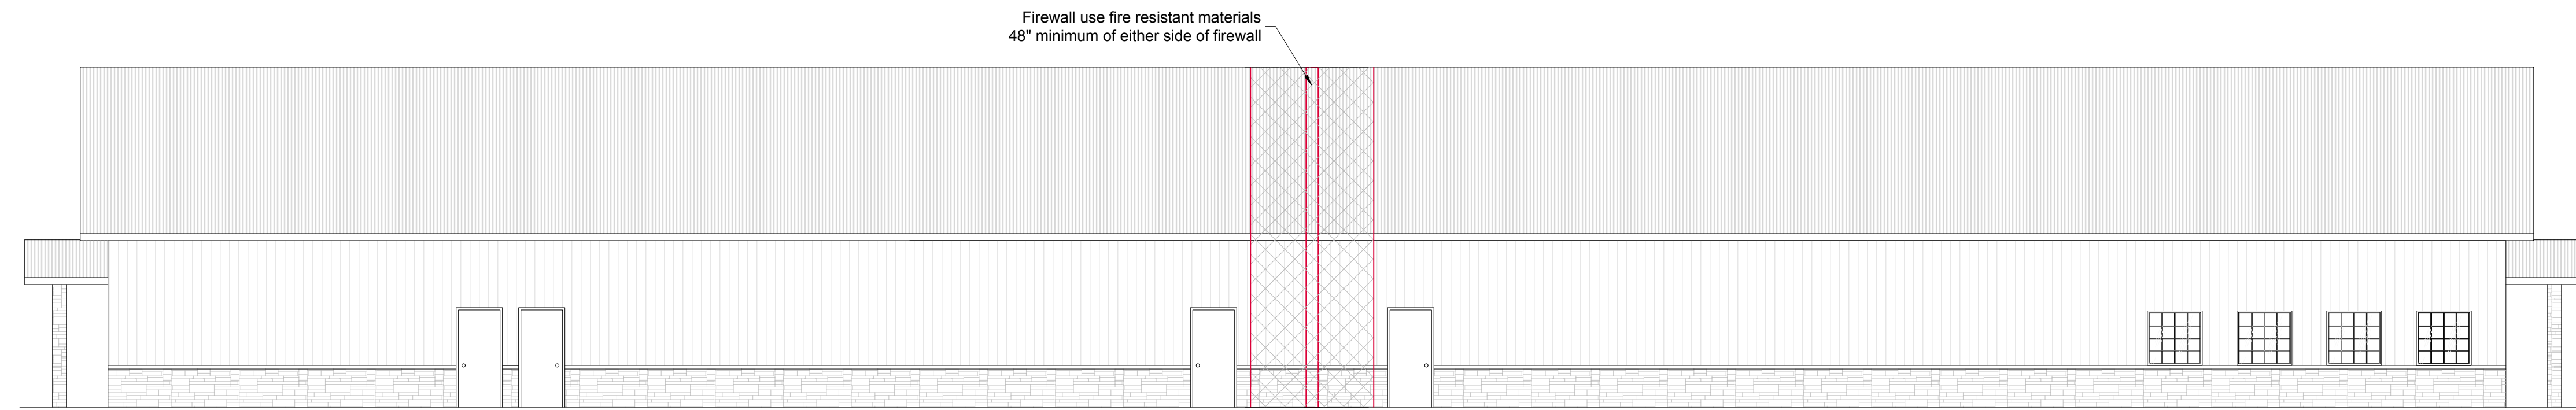 Firewall use fire resistant materials
48" minimum of either side of firewall